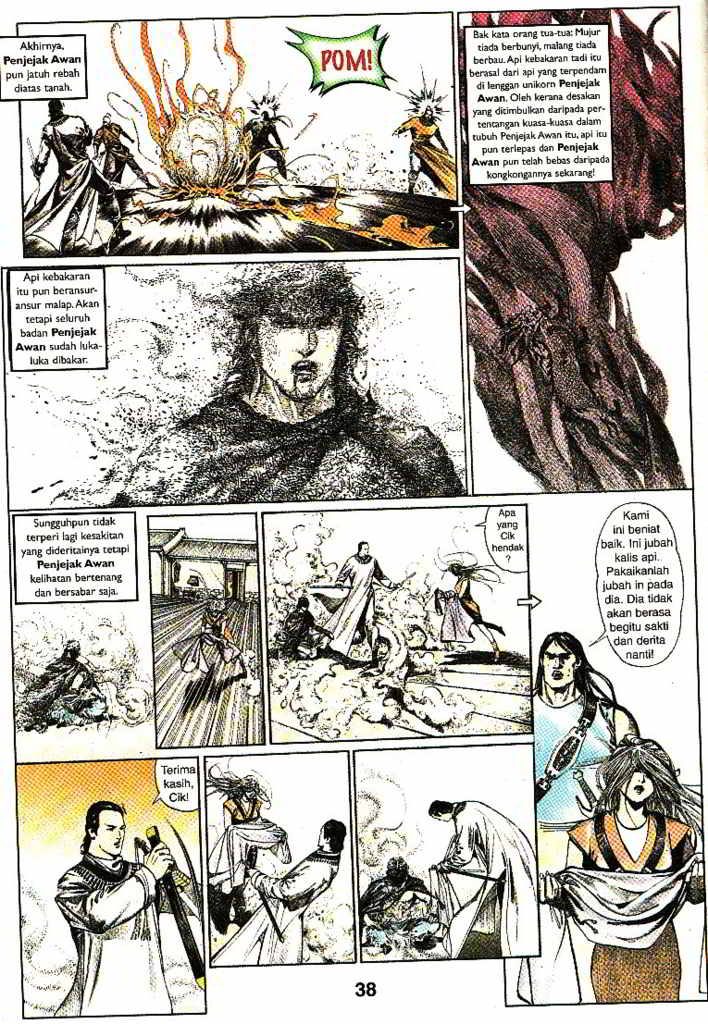 Akhirnya,
Penjejak Awan
pun jatuh rebah
diatas tanah.
POM!
Bak kata orang tua-tua: Mujur
tiada berbunyi, malang tiada
berbau. Api kebakaran tadi itu
berasal dari api yang terpendam
di lenggan unikorn Penjejak
Awan. Oleh kerana desakan
yang ditimbulkan daripada per-
tentangan kuasa-kuasa dalam
tubuh Penjejak Awan itu, api itu
pun terlepas dan Penjejak
Awan pun telah bebas daripada
kongkongannya sekarang!
Api kebakaran
itu pun beransur-
ansur malap. Akan
tetapi seluruh
badan Penjejak
Awan sudah luka-
luka dibakar.
Sungguhpun tidak
terperi lagi kesakitan
yang dideritainya tetapi
Penjejak Awan
kelihatan bertenang
dan bersabar saja.
Apa
yang
Cik
hendak
?
Kami
ini beniat
baik. Ini jubah
kalis api.
Pakaikanlah
jubah in pada
dia. Dia tidak
akan berasa
begitu sakti
dan derita
nanti!
Terima
kasih,
Cik!
38